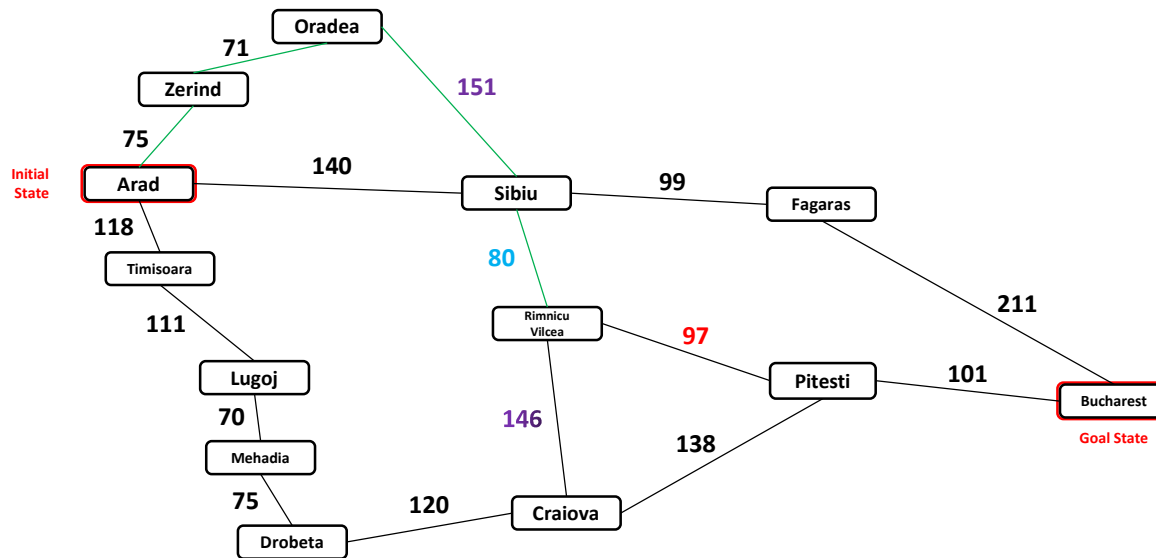 Oradea
71
Zerind
151
75
Initial
State
Arad
140
Sibiu
99
Fagaras
118
Timisoara
80
111
Rimnicu
Vilcea
97
211
Lugoj
Pitesti
101
Bucharest
70
146
138
Goal State
Mehadia
75
120
Craiova
Drobeta